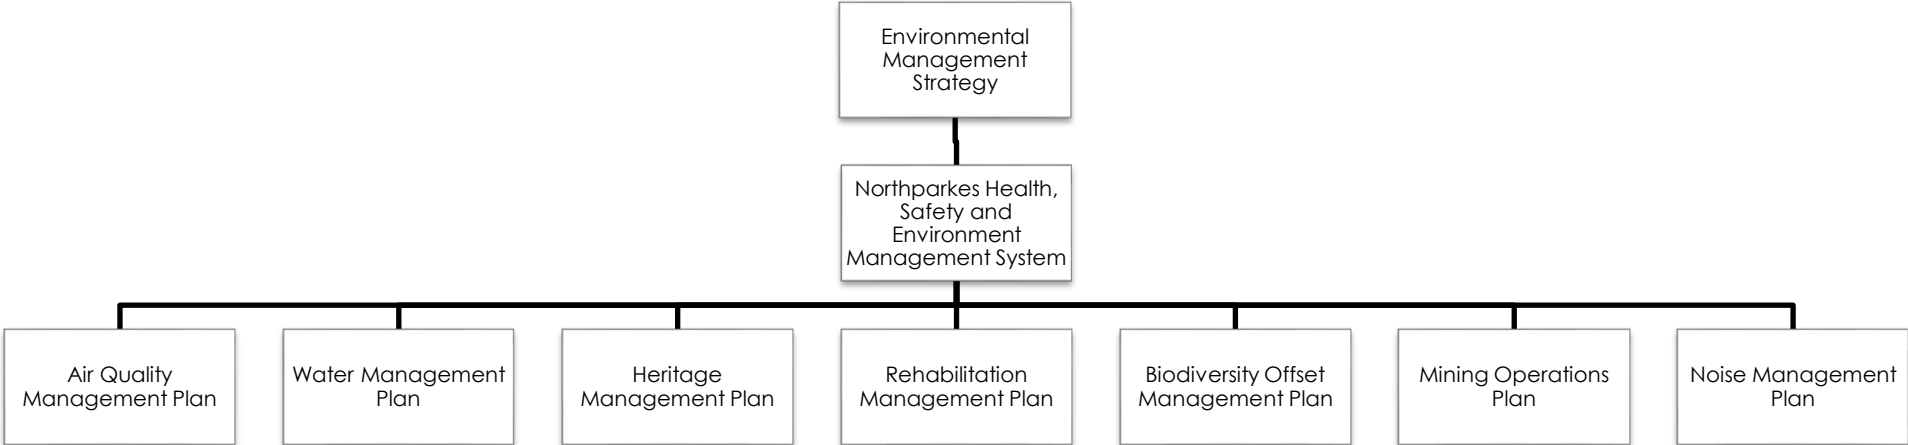 Environmental
Management
Strategy
Northparkes Health,
Safety and
Environment
Management System
Air Quality
Management Plan
Water Management
Plan
Heritage
Management Plan
Rehabilitation
Management Plan
Biodiversity Offset
Management Plan
Mining Operations
Plan
Noise Management
Plan